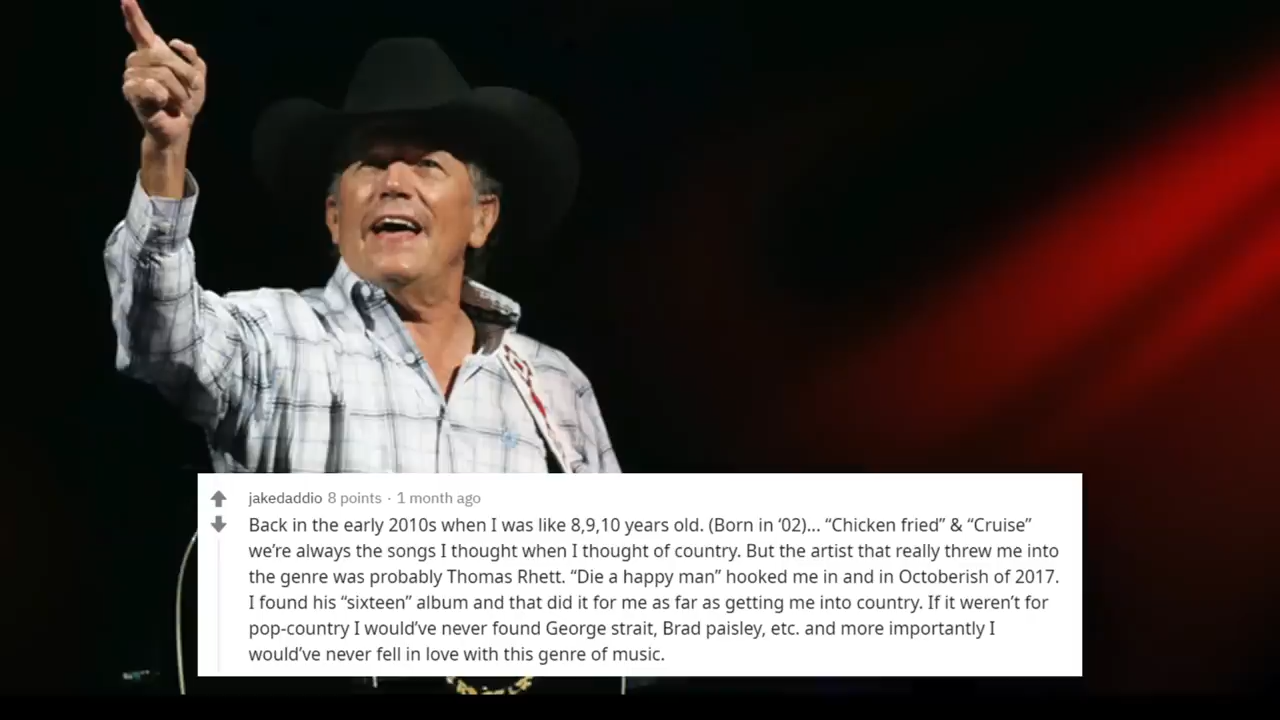 jakedaddio 8 points · 1 month ago
Back in the early 2010s when I was like 8,9,10 years old. (Born in ‘02)... “Chicken fried” & “Cruise”
we’re always the songs I thought when I thought of country. But the artist that really threw me into
the genre was probably Thomas Rhett. “Die a happy man” hooked me in and in Octoberish of 2017.
I found his “sixteen” album and that did it for me as far as getting me into country. If it weren’t for
pop-country I would’ve never found George strait, Brad paisley, etc. and more importantly I
would’ve never fell in love with this genre of music.